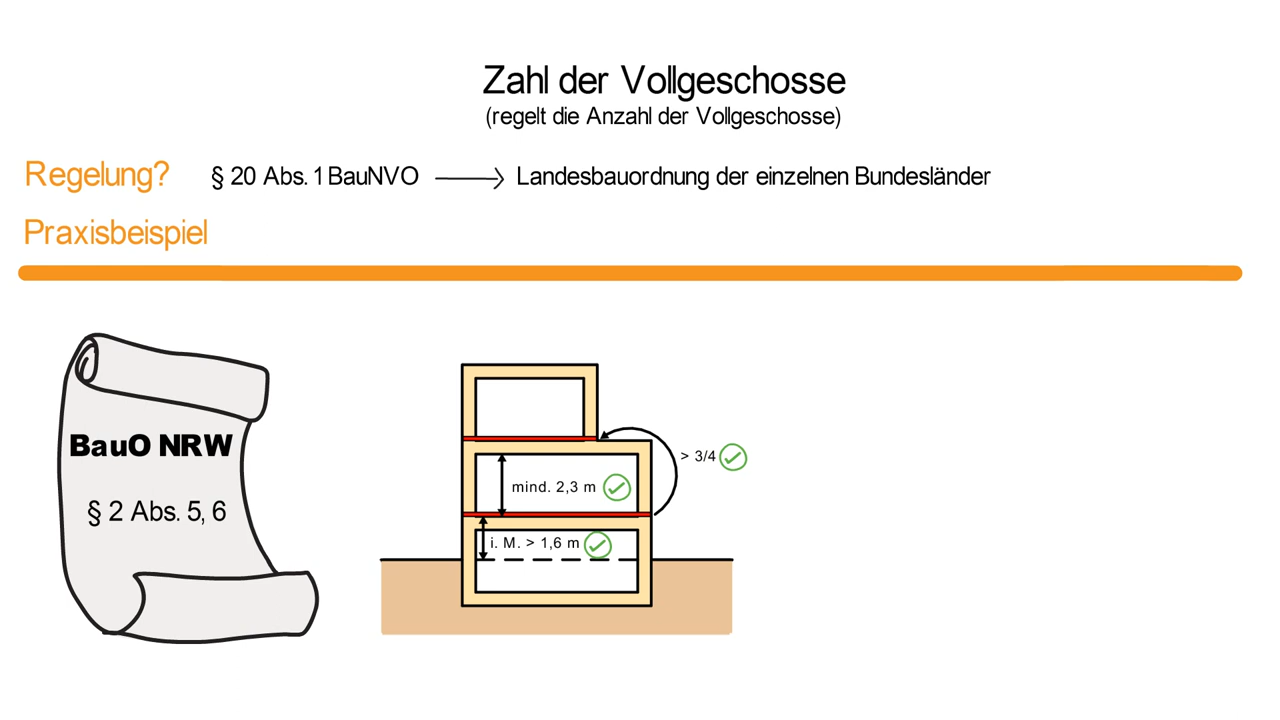 Zahl der Vollgeschosse
(regelt die Anzahl der Vollgeschosse)
Regelung? § 20 Abs. 1 BauNVO → Landesbauordnung der einzelnen Bundesländer
Praxisbeispiel
BauO NRW
§ 2 Abs. 5, 6
> 3/4
mind. 2,3 m
i. M. > 1,6 m